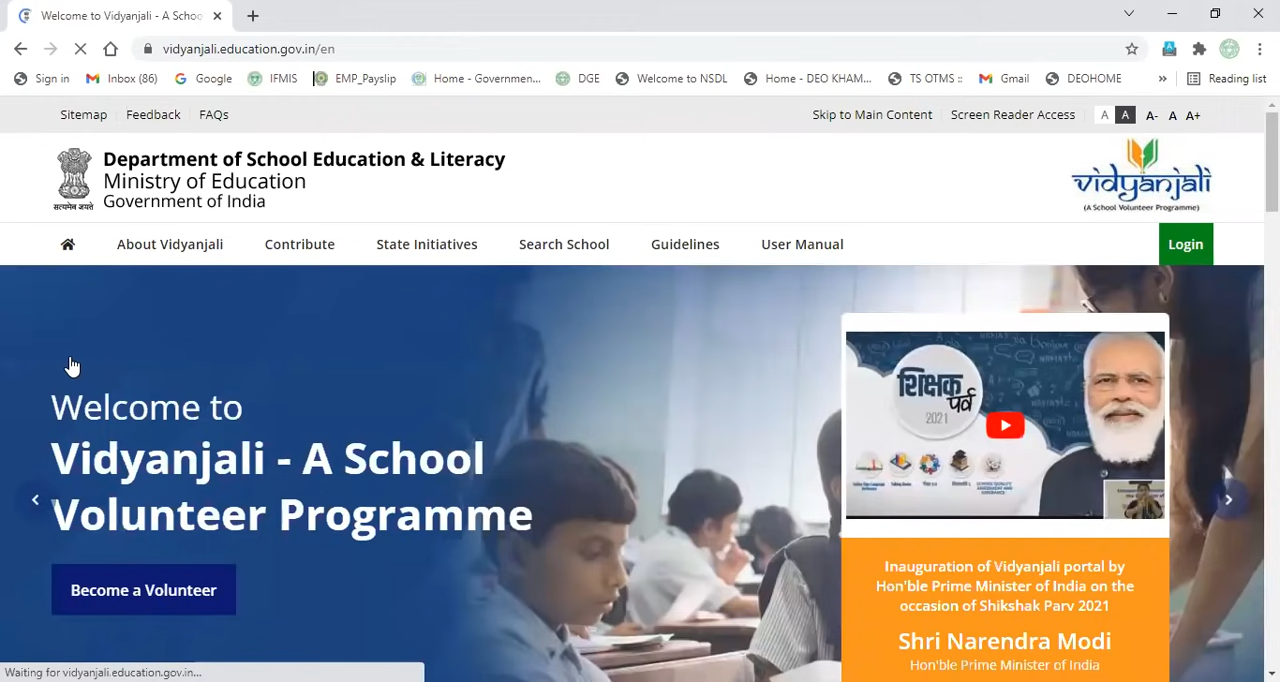 Welcome to Vidyanjali - A Schoo
vidyanjali.education.gov.in/en
Sign in
Inbox (86)
Google
IFMIS
EMP_Payslip
Home - Governmen...
DGE
Welcome to NSDL
Home - DEO KHAM...
TS OTMS ::
Gmail
DEOHOME
»
Reading list
Sitemap
Feedback
FAQs
Skip to Main Content
Screen Reader Access
A
A
A-
A
A+
Department of School Education & Literacy
Ministry of Education
Government of India
सत्यमेव जयते
vidyanjali
(A School Volunteer Programme)
About Vidyanjali
Contribute
State Initiatives
Search School
Guidelines
User Manual
Login
Welcome to
Vidyanjali - A School
Volunteer Programme
Become a Volunteer
शिक्षक
पर्व
2021
Inauguration of Vidyanjali portal by
Hon'ble Prime Minister of India on the
occasion of Shikshak Parv 2021
Shri Narendra Modi
Hon'ble Prime Minister of India
Waiting for vidyanjali.education.gov.in...